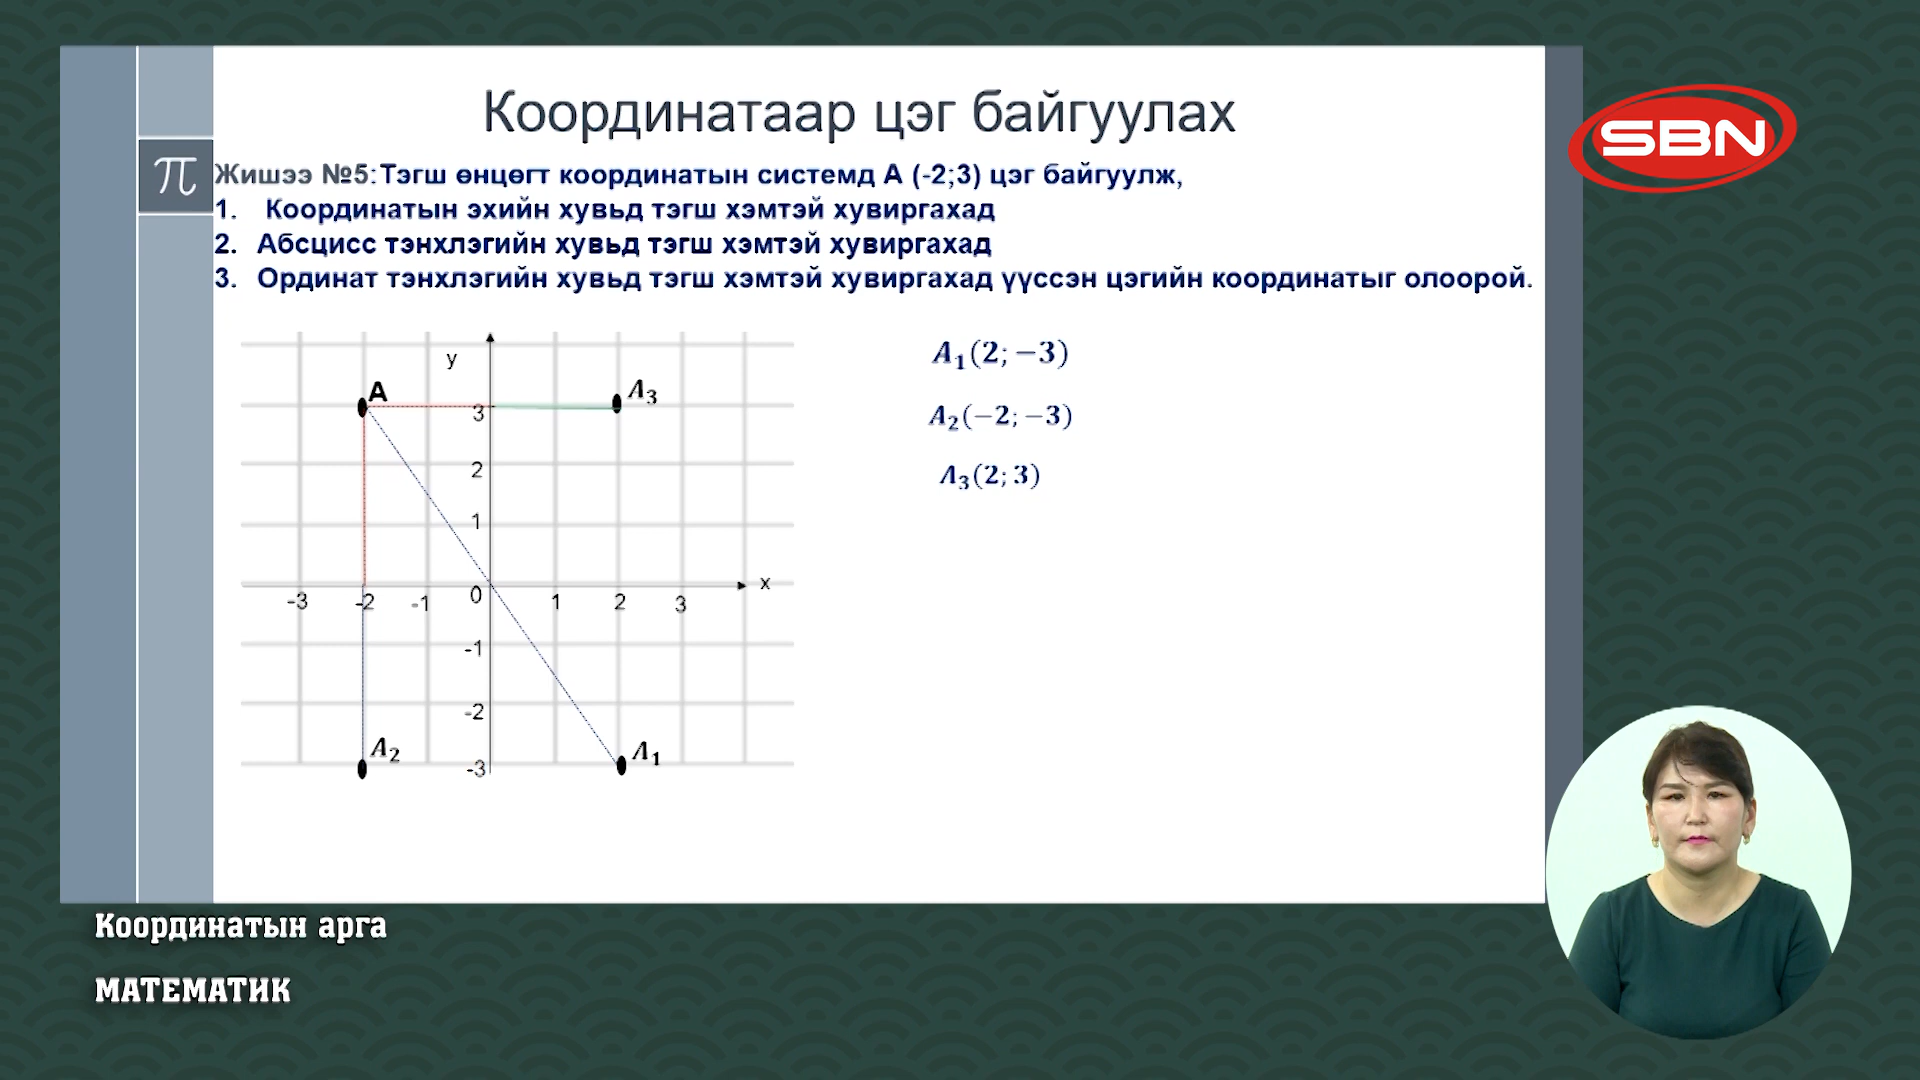 Координатаар цэг байгуулах
SBN
π
Жишээ №5:Тэгш өнцөгт координатын системд А (-2;3) цэг байгуулж,
1. Координатын эхийн хувьд тэгш хэмтэй хувиргахад
2. Абсцисс тэнхлэгийн хувьд тэгш хэмтэй хувиргахад
3. Ординат тэнхлэгийн хувьд тэгш хэмтэй хувиргахад үүссэн цэгийн координатыг олоорой.
y
A
A₃
3
2
1
-3 -2 -1 0 1 2 3 x
-1
-2
-3
A₂
A₁
A₁(2; −3)
A₂(−2; −3)
A₃(2; 3)
Координатын арга
МАТЕМАТИК